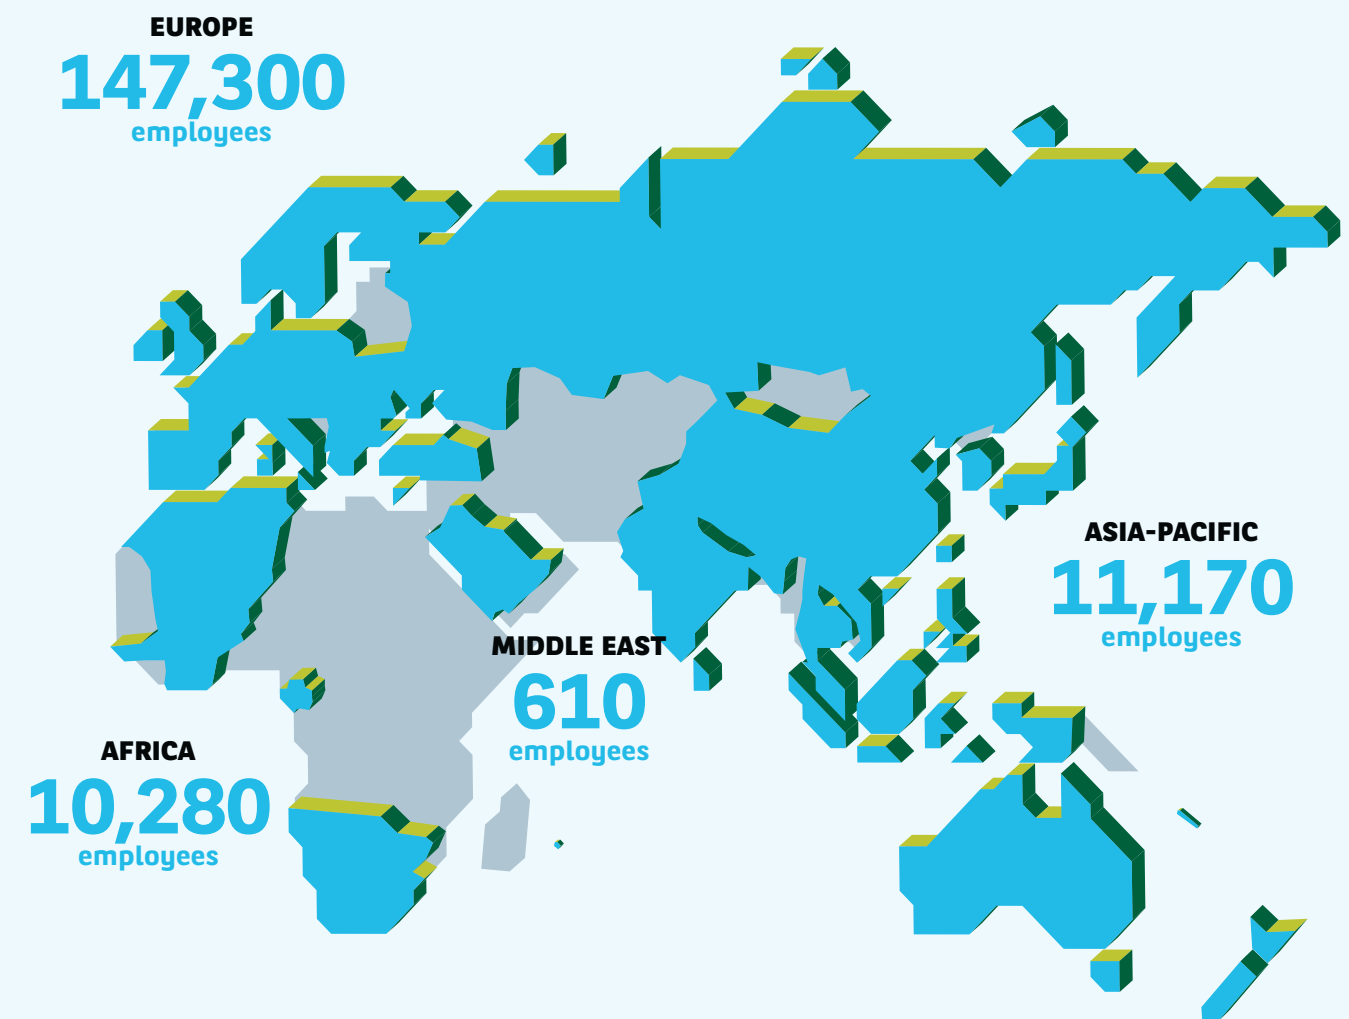 EUROPE
147,300
employees
ASIA-PACIFIC
11,170
employees
MIDDLE EAST
610
employees
AFRICA
10,280
employees